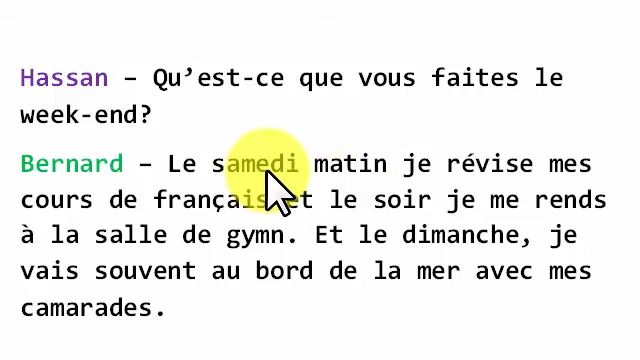 Hassan – Qu’est-ce que vous faites le
week-end?
Bernard – Le samedi matin je révise mes
cours de français et le soir je me rends
à la salle de gymn. Et le dimanche, je
vais souvent au bord de la mer avec mes
camarades.